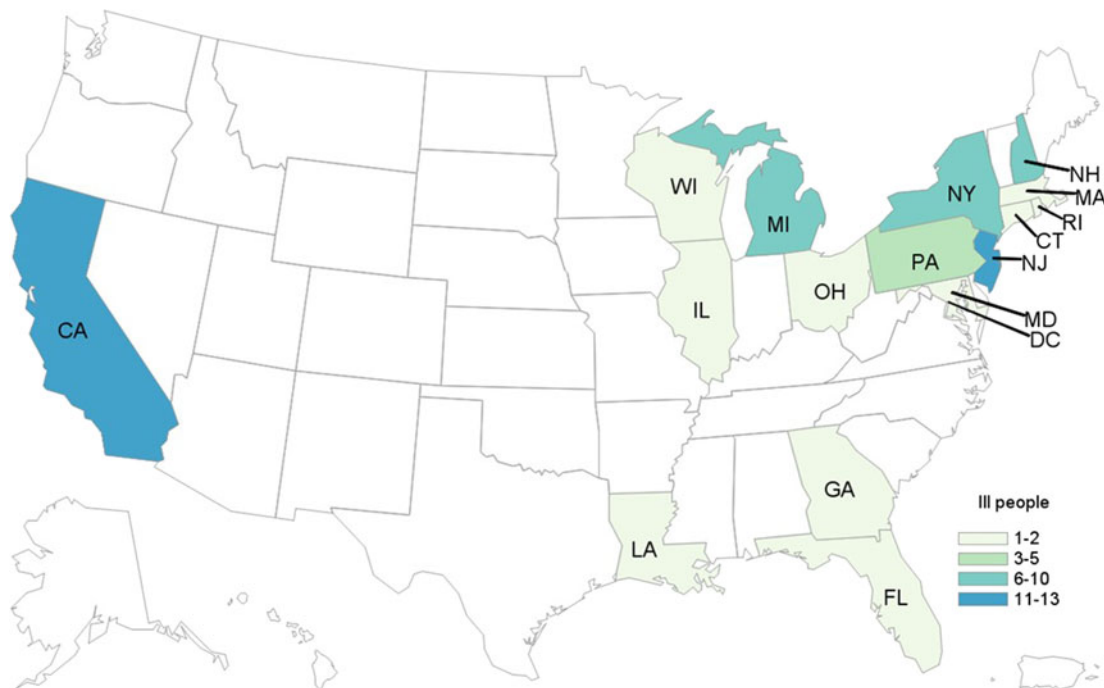 NH
WI
NY
MA
MI
RI
CT
PA
NJ
OH
CA
IL
MD
DC
GA
Ill people
1-2
LA
3-5
6-10
FL
11-13